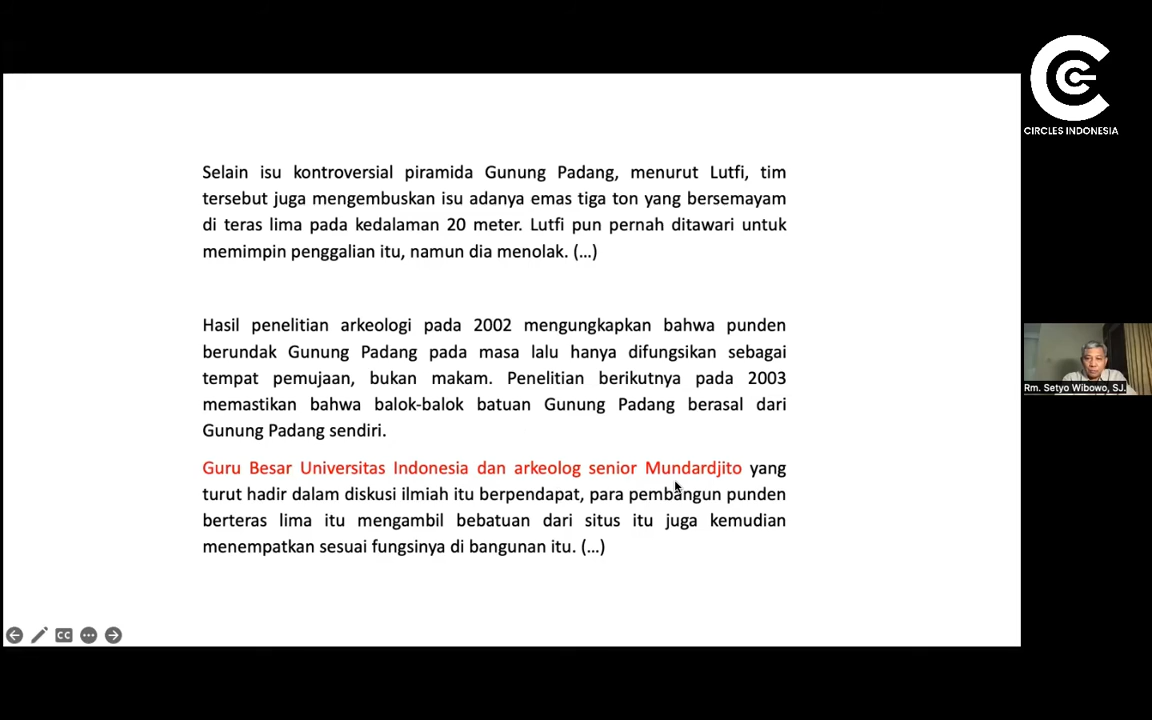 CIRCLES INDONESIA
Selain isu kontroversial piramida Gunung Padang, menurut Lutfi, tim
tersebut juga mengembuskan isu adanya emas tiga ton yang bersemayam
di teras lima pada kedalaman 20 meter. Lutfi pun pernah ditawari untuk
memimpin penggalian itu, namun dia menolak. (...)
Hasil penelitian arkeologi pada 2002 mengungkapkan bahwa punden
berundak Gunung Padang pada masa lalu hanya difungsikan sebagai
tempat pemujaan, bukan makam. Penelitian berikutnya pada 2003
memastikan bahwa balok-balok batuan Gunung Padang berasal dari
Gunung Padang sendiri.
Guru Besar Universitas Indonesia dan arkeolog senior Mundardjito yang
turut hadir dalam diskusi ilmiah itu berpendapat, para pembangun punden
berteras lima itu mengambil bebatuan dari situs itu juga kemudian
menempatkan sesuai fungsinya di bangunan itu. (...)
Rm. Setyo Wibowo, SJ.
CC